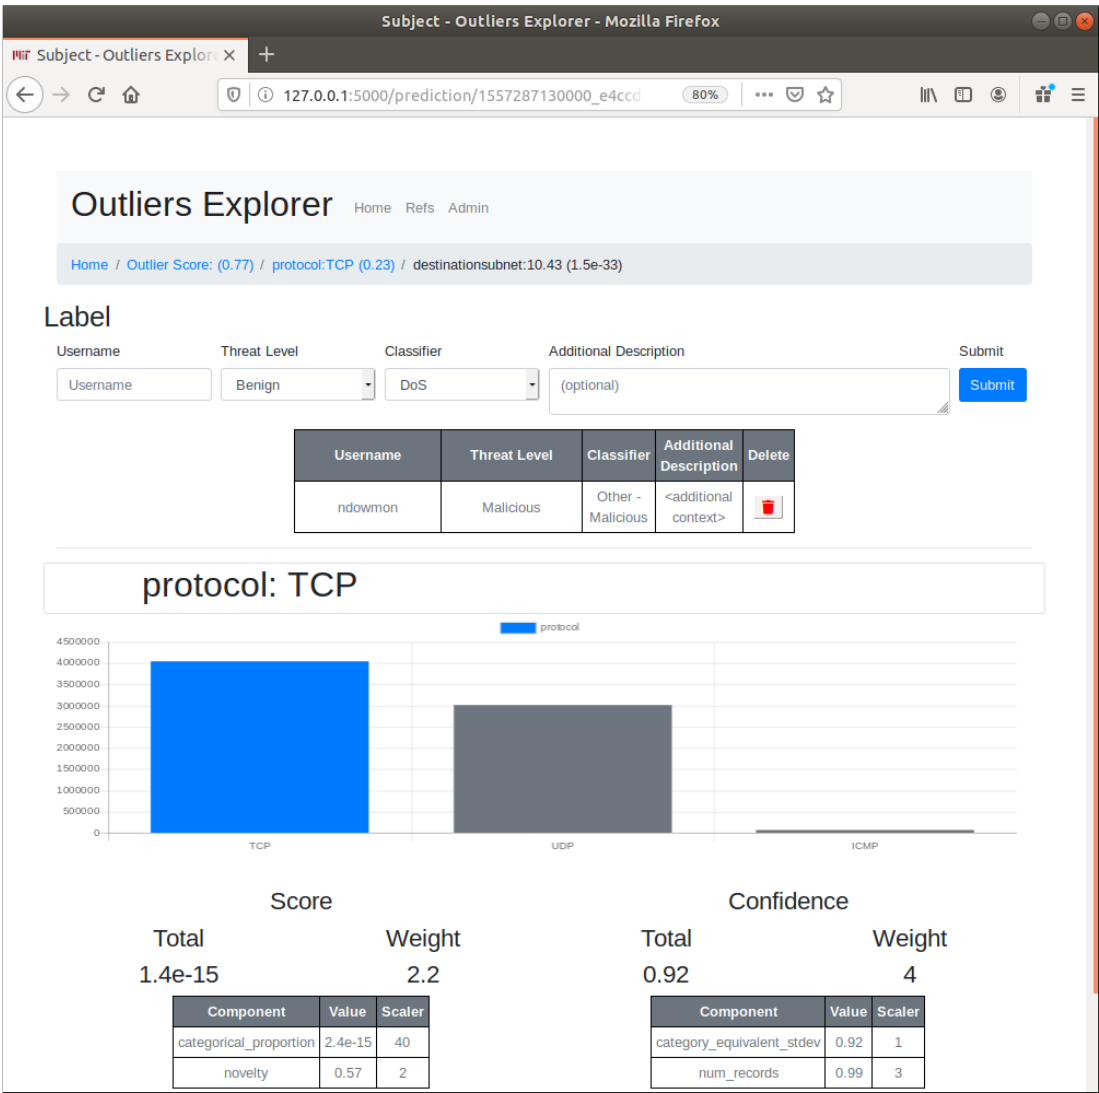 Subject - Outliers Explorer - Mozilla Firefox
MIT Subject - Outliers Explor
127.0.0.1:5000/prediction/1557287130000_e4ccd 80%
Outliers Explorer Home Refs Admin
Home / Outlier Score: (0.77) / protocol:TCP (0.23) / destinationsubnet:10.43 (1.5e-33)
Label
Username Threat Level Classifier Additional Description Submit
Username Benign DoS (optional) Submit
Username Threat Level Classifier Additional Description Delete
ndowmon Malicious Other - Malicious <additional context>
protocol: TCP
protocol
4500000
4000000
3500000
3000000
2500000
2000000
1500000
1000000
500000
0
TCP UDP ICMP
Score Confidence
Total Weight Total Weight
1.4e-15 2.2 0.92 4
Component Value Scaler Component Value Scaler
categorical_proportion 2.4e-15 40 category_equivalent_stdev 0.92 1
novelty 0.57 2 num_records 0.99 3